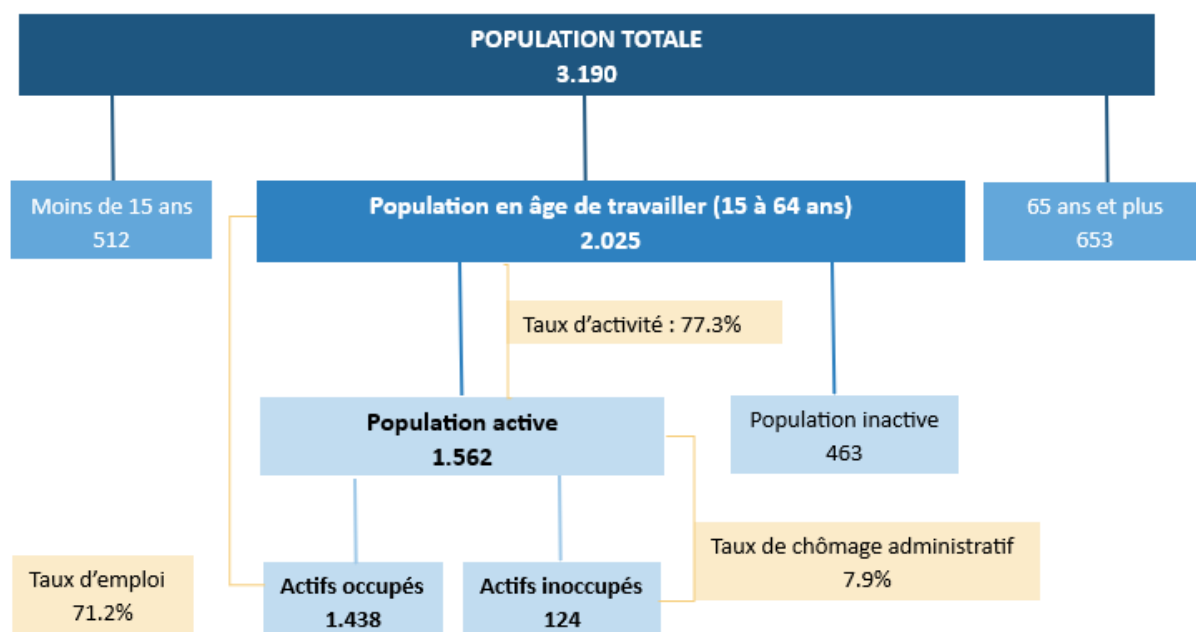 POPULATION TOTALE
3.190
Moins de 15 ans
512
Population en âge de travailler (15 à 64 ans)
2.025
65 ans et plus
653
Taux d’activité : 77.3%
Population active
1.562
Population inactive
463
Taux de chômage administratif
7.9%
Taux d’emploi
71.2%
Actifs occupés
1.438
Actifs inoccupés
124